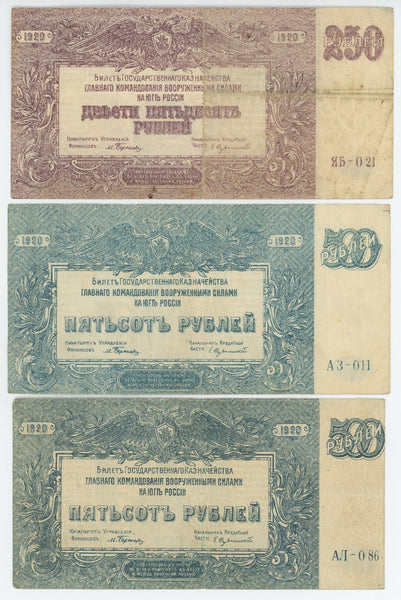 1920 1920 250
РУБЛЕЙ
БИЛЕТЪ ГОСУДАРСТВЕННАГО КАЗНАЧЕЙСТВА
ГЛАВНАГО КОМАНДОВАНІЯ ВООРУЖЕННЫМИ СИЛАМИ
НА ЮГѢ РОССІИ
ДВѢСТИ ПЯТЬДЕСЯТЪ
РУБЛЕЙ
НАЧАЛЬНИКЪ УПРАВЛЕНІЯ НАЧАЛЬНИКЪ КРЕДИТНОЙ
ФИНАНСОВЪ ЧАСТИ
ЯБ-021
1920 1920 500
РУБЛЕЙ
БИЛЕТЪ ГОСУДАРСТВЕННАГО КАЗНАЧЕЙСТВА
ГЛАВНАГО КОМАНДОВАНІЯ ВООРУЖЕННЫМИ СИЛАМИ
НА ЮГѢ РОССІИ
ПЯТЬСОТЪ РУБЛЕЙ
НАЧАЛЬНИКЪ УПРАВЛЕНІЯ НАЧАЛЬНИКЪ КРЕДИТНОЙ
ФИНАНСОВЪ ЧАСТИ
АЗ-011
1920 1920 500
РУБЛЕЙ
БИЛЕТЪ ГОСУДАРСТВЕННАГО КАЗНАЧЕЙСТВА
ГЛАВНАГО КОМАНДОВАНІЯ ВООРУЖЕННЫМИ СИЛАМИ
НА ЮГѢ РОССІИ
ПЯТЬСОТЪ РУБЛЕЙ
НАЧАЛЬНИКЪ УПРАВЛЕНІЯ НАЧАЛЬНИКЪ КРЕДИТНОЙ
ФИНАНСОВЪ ЧАСТИ
АЛ-086